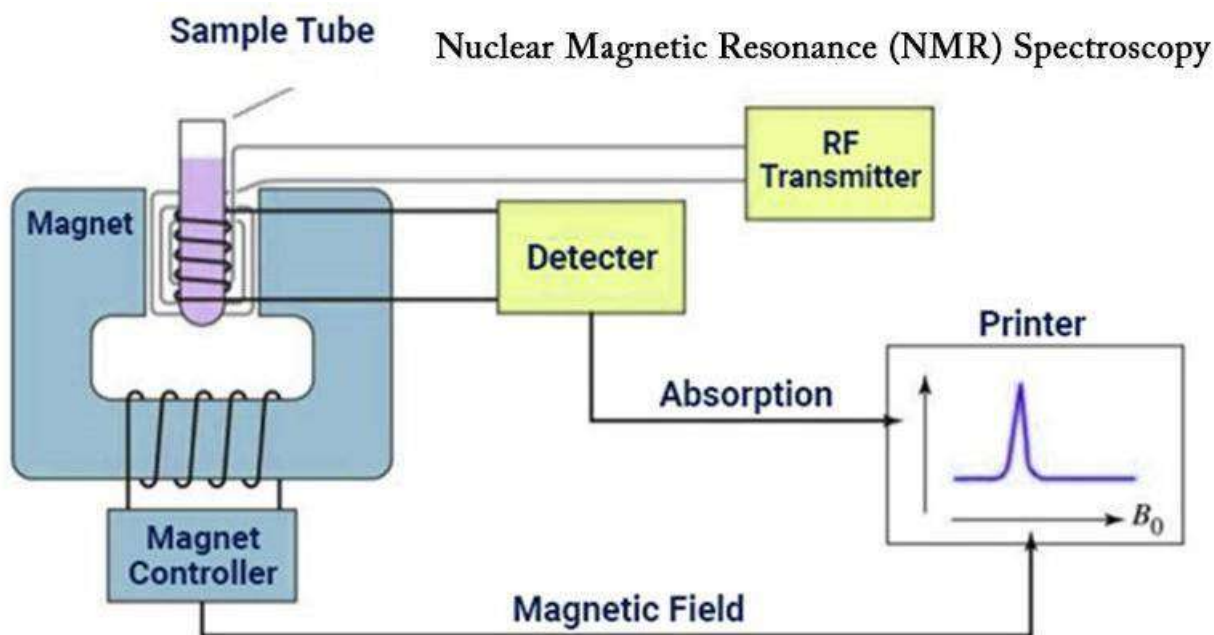 Sample Tube
Nuclear Magnetic Resonance (NMR) Spectroscopy
RF
Transmitter
Magnet
Detecter
Printer
Absorption
B₀
Magnet
Controller
Magnetic Field